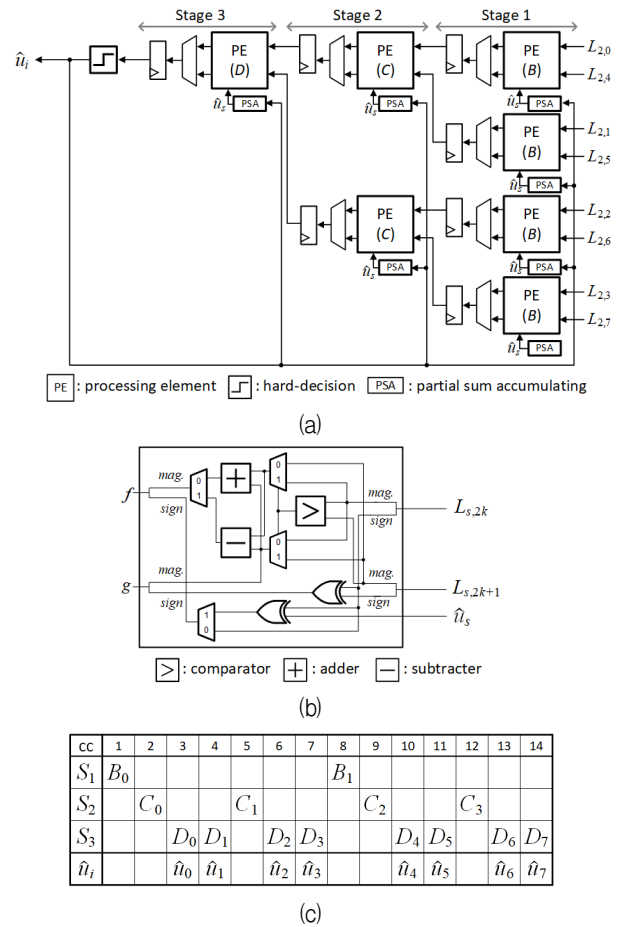 Stage 3 Stage 2 Stage 1
û_i PE (D) PE (C) PE (B) L_{2,0}
L_{2,4}
û_s PSA û_s PSA û_s PSA
PE (B) L_{2,1}
L_{2,5}
û_s PSA
PE (C) PE (B) L_{2,2}
L_{2,6}
û_s PSA û_s PSA
PE (B) L_{2,3}
L_{2,7}
û_s PSA
PE : processing element : hard-decision PSA : partial sum accumulating
(a)
f mag. 0 1 + 0 1 mag. L_{s,2k}
sign > sign
− 0 1
g mag. mag. L_{s,2k+1}
sign sign
1 0 û_s
> : comparator + : adder − : subtracter
(b)
cc 1 2 3 4 5 6 7 8 9 10 11 12 13 14
S_1 B_0 B_1
S_2 C_0 C_1 C_2 C_3
S_3 D_0 D_1 D_2 D_3 D_4 D_5 D_6 D_7
û_i û_0 û_1 û_2 û_3 û_4 û_5 û_6 û_7
(c)